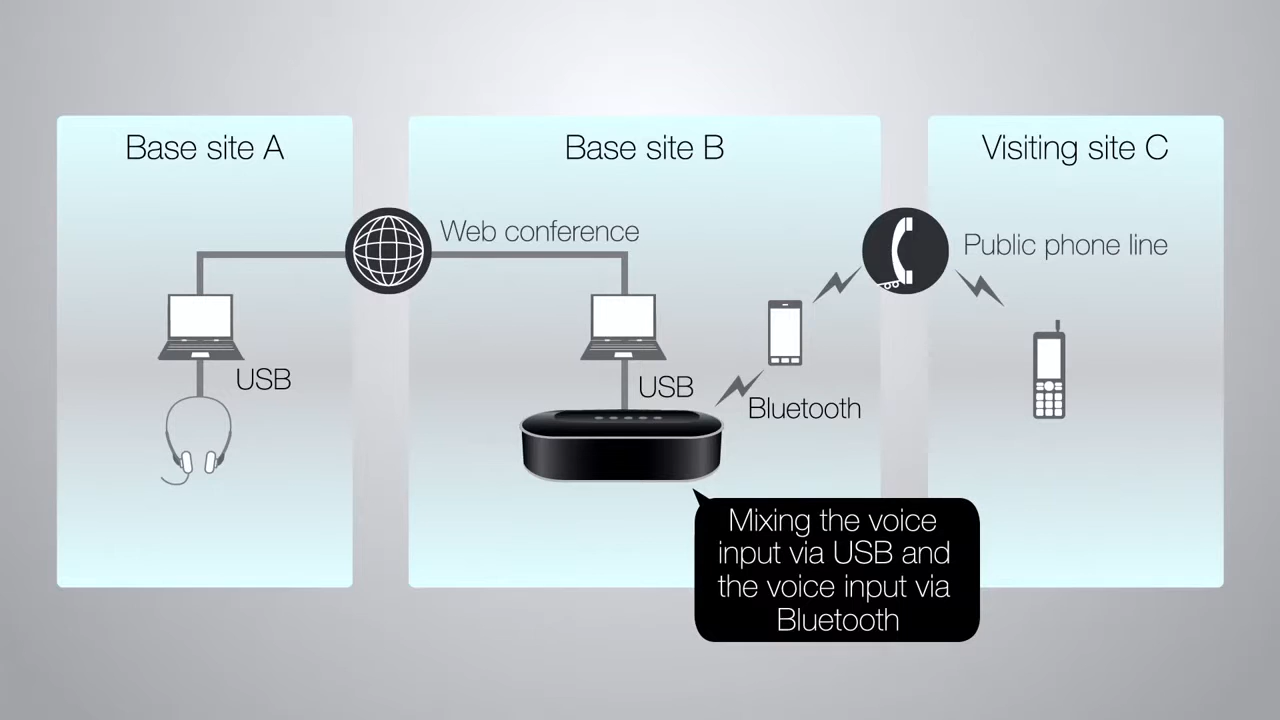 Base site A
Base site B
Visiting site C
Web conference
Public phone line
USB
USB
Bluetooth
Mixing the voice
input via USB and
the voice input via
Bluetooth